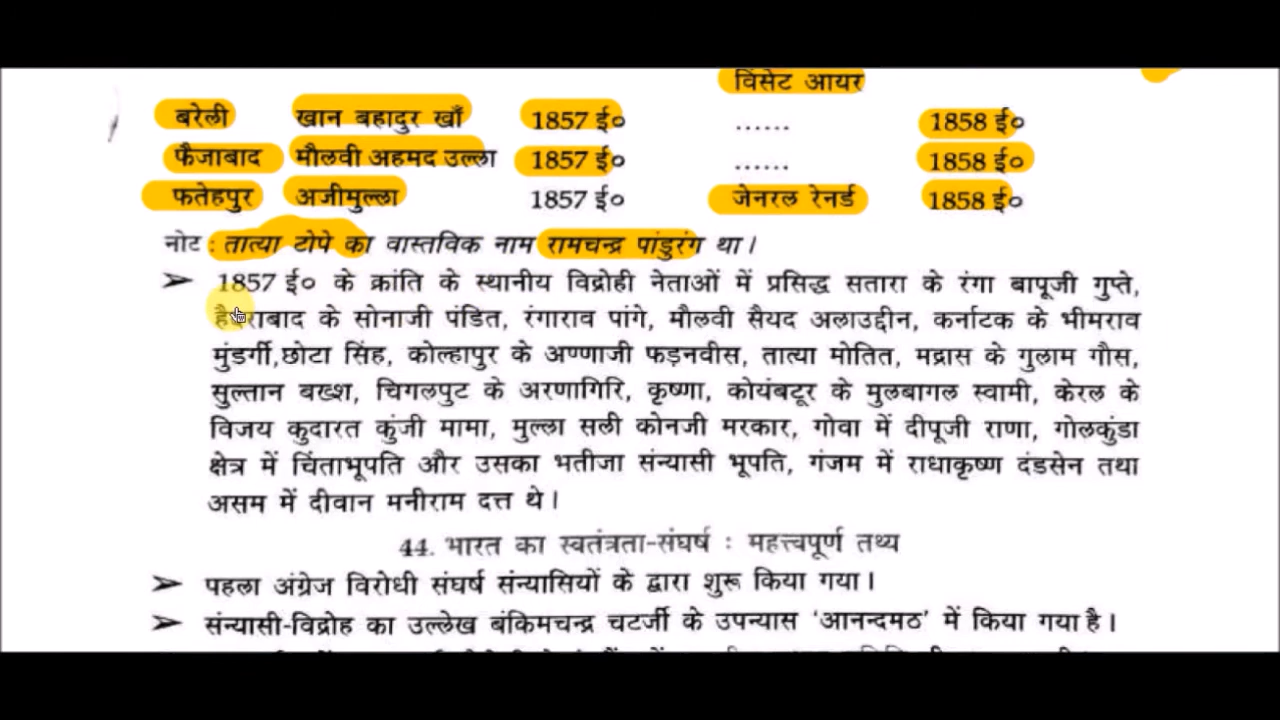 विंसेट आयर
बरेली खान बहादुर खाँ 1857 ई० ...... 1858 ई०
फैजाबाद मौलवी अहमद उल्ला 1857 ई० ...... 1858 ई०
फतेहपुर अजीमुल्ला 1857 ई० जेनरल रेनर्ड 1858 ई०
नोट : तात्या टोपे का वास्तविक नाम रामचन्द्र पांडुरंग था।
➤ 1857 ई० के क्रांति के स्थानीय विद्रोही नेताओं में प्रसिद्ध सतारा के रंगा बापूजी गुप्ते,
हैदराबाद के सोनाजी पंडित, रंगाराव पांगे, मौलवी सैयद अलाउद्दीन, कर्नाटक के भीमराव
मुंडर्गी,छोटा सिंह, कोल्हापुर के अण्णाजी फड़नवीस, तात्या मोतित, मद्रास के गुलाम गौस,
सुल्तान बख्श, चिगलपुट के अरणागिरि, कृष्णा, कोयंबटूर के मुलबागल स्वामी, केरल के
विजय कुदारत कुंजी मामा, मुल्ला सली कोनजी मरकार, गोवा में दीपूजी राणा, गोलकुंडा
क्षेत्र में चिंताभूपति और उसका भतीजा संन्यासी भूपति, गंजम में राधाकृष्ण दंडसेन तथा
असम में दीवान मनीराम दत्त थे।
44. भारत का स्वतंत्रता-संघर्ष : महत्त्वपूर्ण तथ्य
➤ पहला अंग्रेज विरोधी संघर्ष संन्यासियों के द्वारा शुरू किया गया।
➤ संन्यासी-विद्रोह का उल्लेख बंकिमचन्द्र चटर्जी के उपन्यास 'आनन्दमठ' में किया गया है।